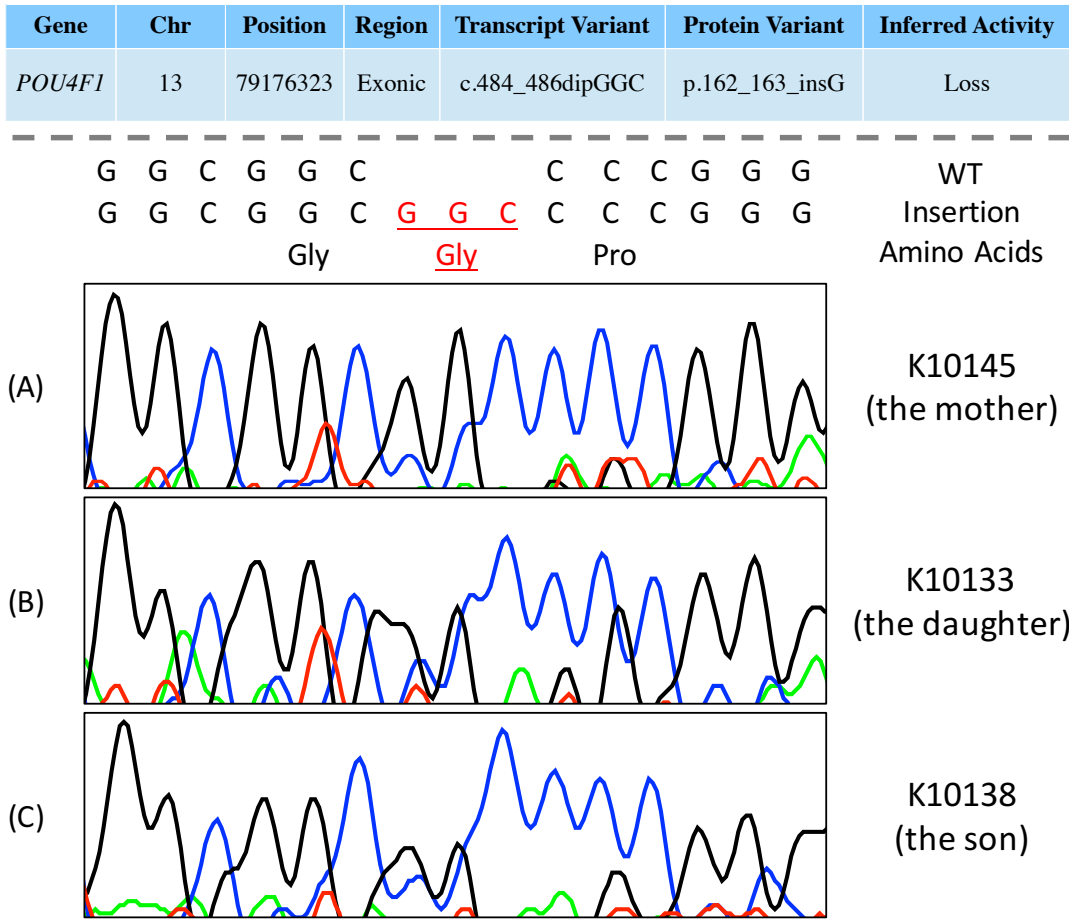 Gene Chr Position Region Transcript Variant Protein Variant Inferred Activity
POU4F1 13 79176323 Exonic c.484_486dipGGC p.162_163_insG Loss
G G C G G C C C C G G G WT
G G C G G C G G C C C C G G G Insertion
Gly Gly Pro Amino Acids
(A) K10145
(the mother)
(B) K10133
(the daughter)
(C) K10138
(the son)